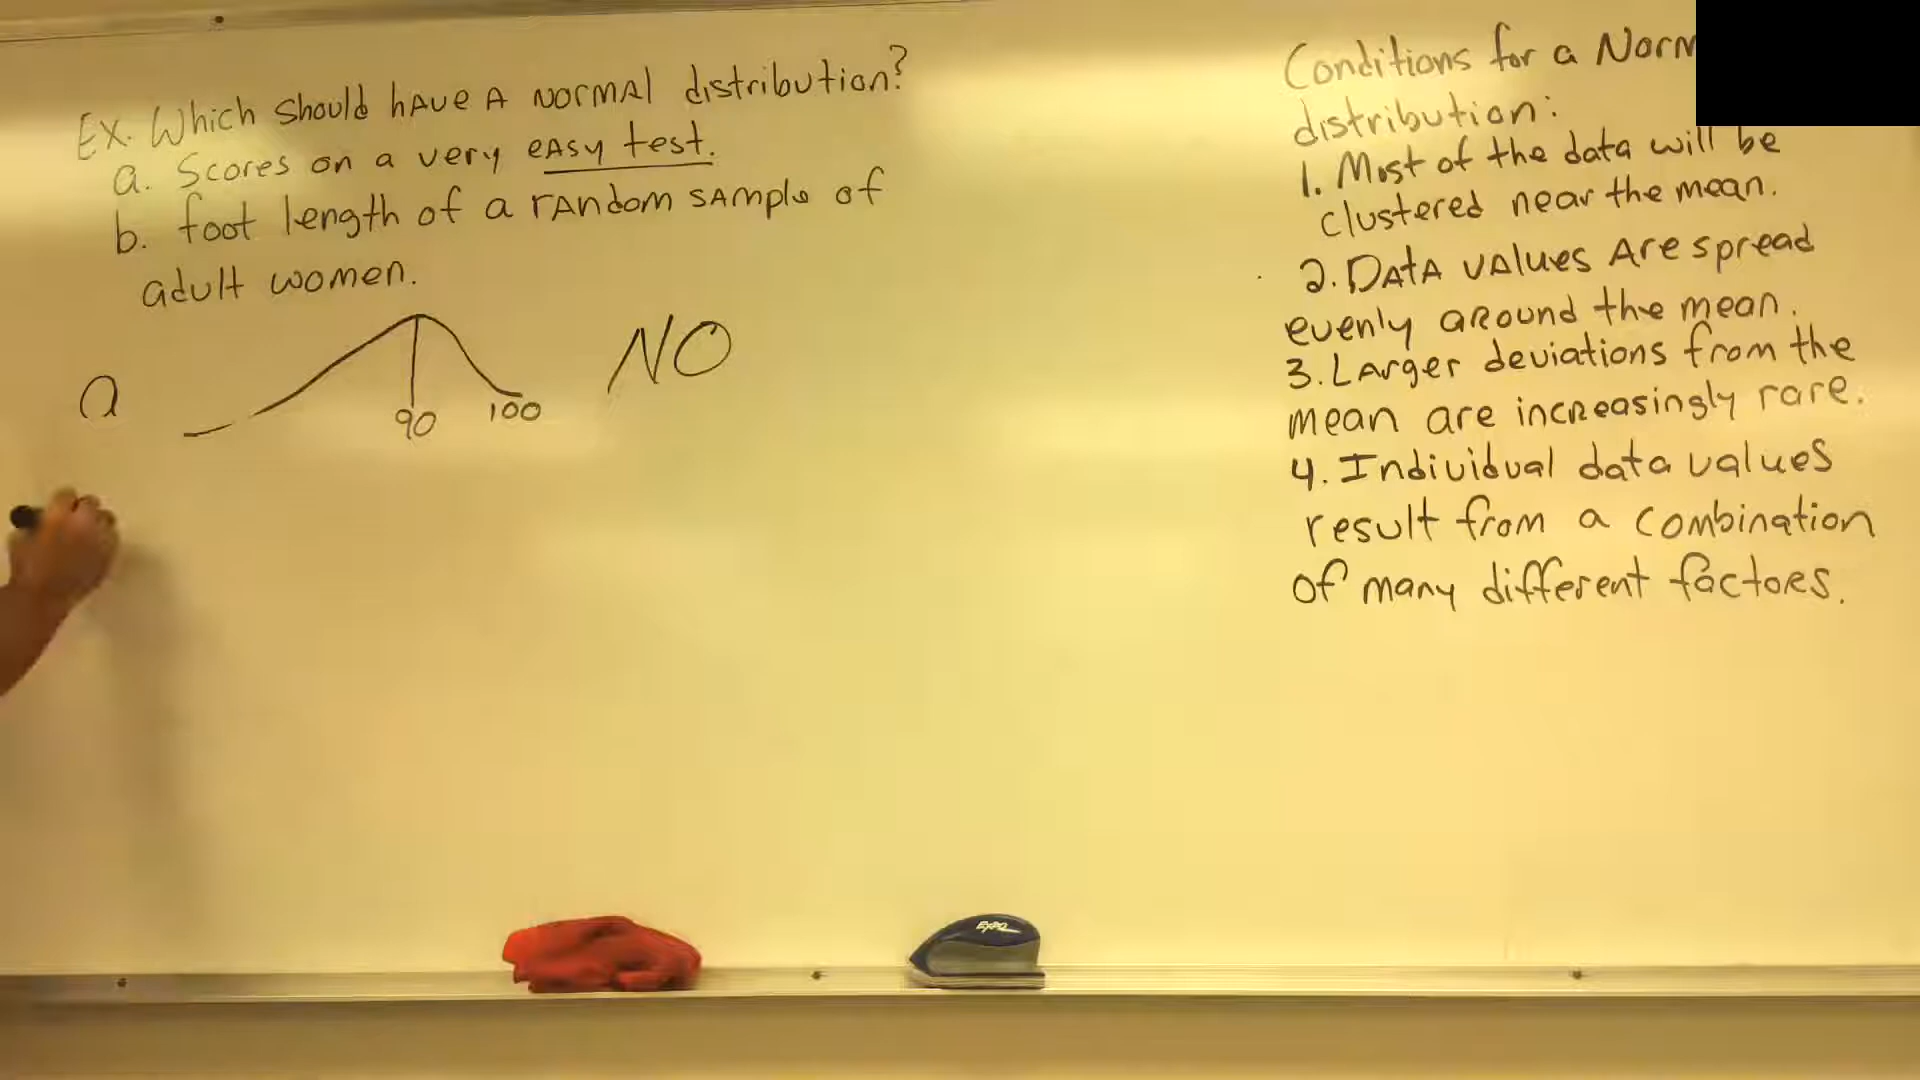 Ex. Which should have a normal distribution?
a. Scores on a very easy test.
b. foot length of a random sample of
adult women.
a
90
100
NO
Conditions for a Norm
distribution:
1. Most of the data will be
clustered near the mean.
2. Data values are spread
evenly around the mean.
3. Larger deviations from the
mean are increasingly rare.
4. Individual data values
result from a combination
of many different factors.
EXPO